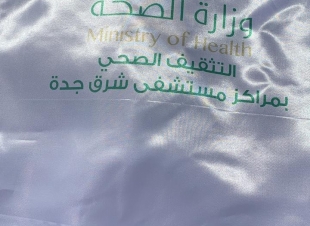 وزارة الصحة
Ministry of Health
التثقيف الصحي
بمراكز مستشفى شرق جدة